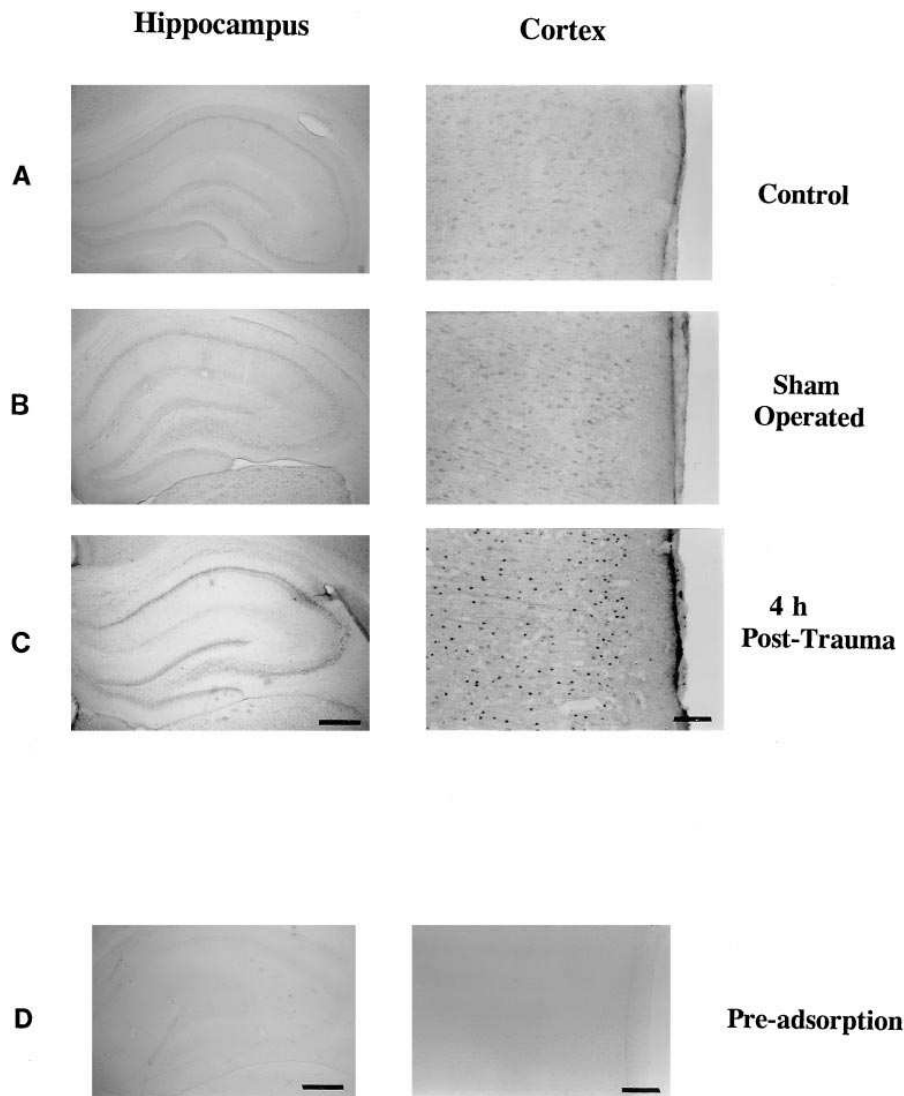 Hippocampus Cortex
A Control
B Sham
Operated
C 4 h
Post-Trauma
D Pre-adsorption